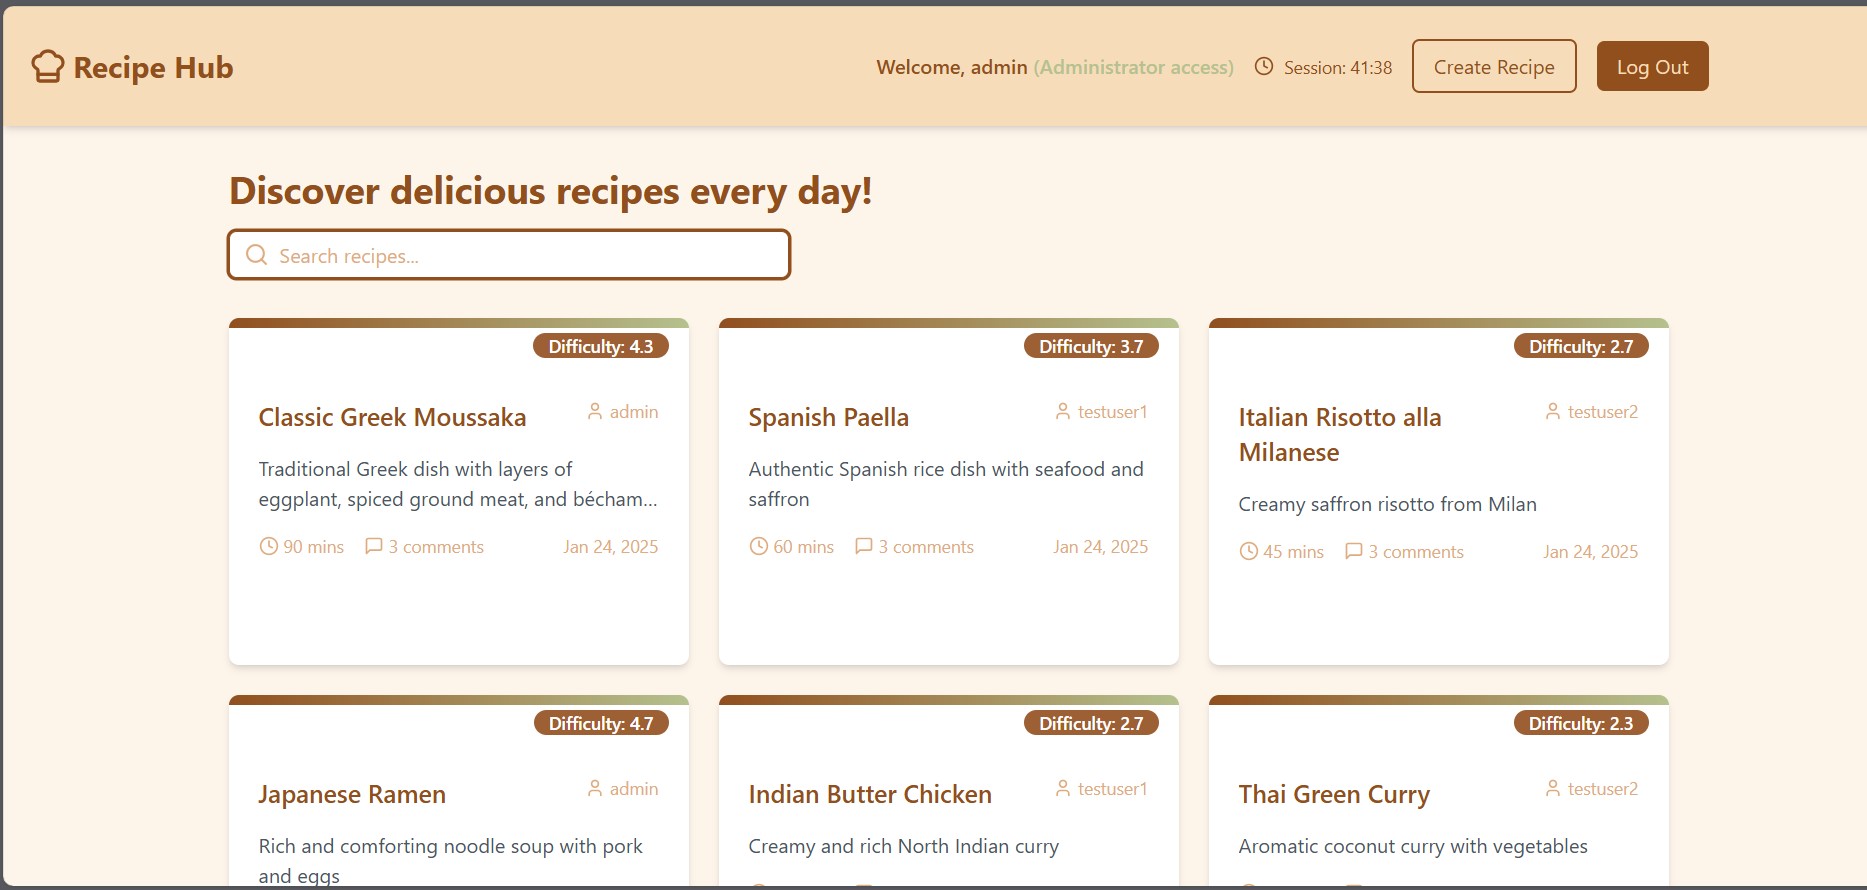 Recipe Hub
Welcome, admin (Administrator access)
Session: 41:38
Create Recipe
Log Out
Discover delicious recipes every day!
Search recipes...
Difficulty: 4.3
Classic Greek Moussaka
admin
Traditional Greek dish with layers of
eggplant, spiced ground meat, and bécham...
90 mins
3 comments
Jan 24, 2025
Difficulty: 3.7
Spanish Paella
testuser1
Authentic Spanish rice dish with seafood and
saffron
60 mins
3 comments
Jan 24, 2025
Difficulty: 2.7
Italian Risotto alla
Milanese
testuser2
Creamy saffron risotto from Milan
45 mins
3 comments
Jan 24, 2025
Difficulty: 4.7
Japanese Ramen
admin
Rich and comforting noodle soup with pork
and eggs
Difficulty: 2.7
Indian Butter Chicken
testuser1
Creamy and rich North Indian curry
Difficulty: 2.3
Thai Green Curry
testuser2
Aromatic coconut curry with vegetables